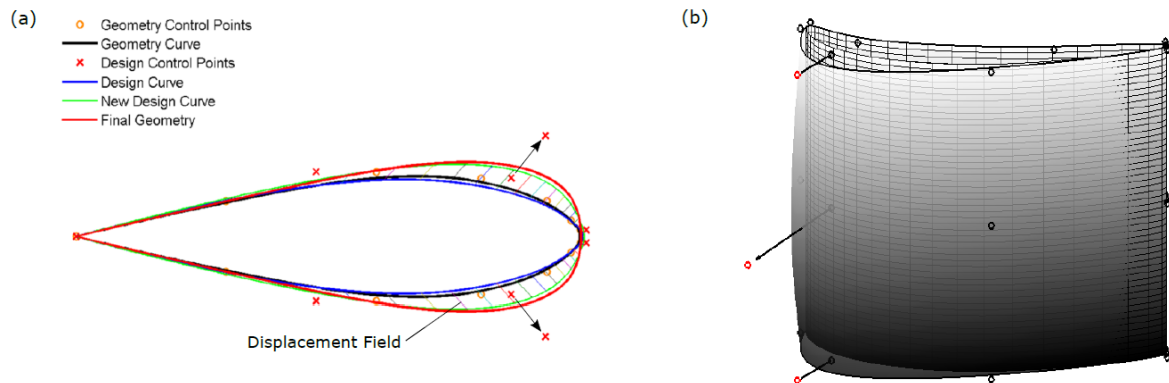 (a)
Geometry Control Points
Geometry Curve
Design Control Points
Design Curve
New Design Curve
Final Geometry
Displacement Field
(b)